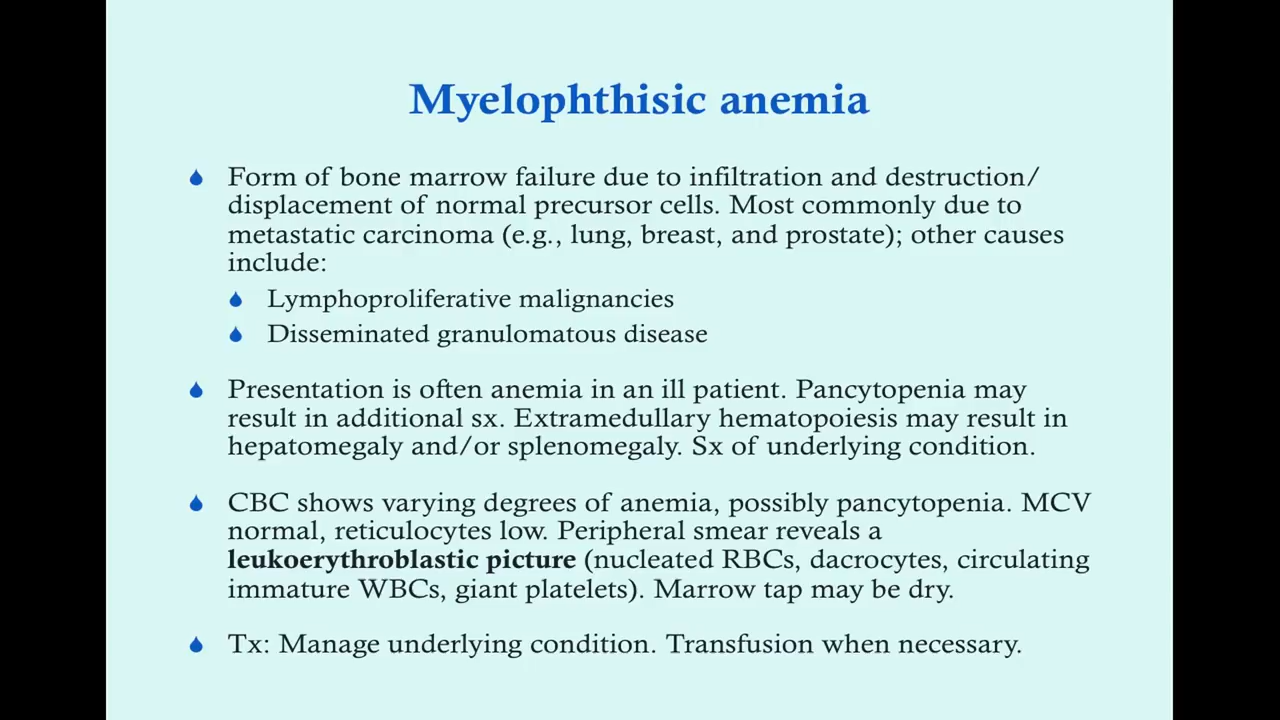 Myelophthisic anemia
Form of bone marrow failure due to infiltration and destruction/
displacement of normal precursor cells. Most commonly due to
metastatic carcinoma (e.g., lung, breast, and prostate); other causes
include:
Lymphoproliferative malignancies
Disseminated granulomatous disease
Presentation is often anemia in an ill patient. Pancytopenia may
result in additional sx. Extramedullary hematopoiesis may result in
hepatomegaly and/or splenomegaly. Sx of underlying condition.
CBC shows varying degrees of anemia, possibly pancytopenia. MCV
normal, reticulocytes low. Peripheral smear reveals a
leukoerythroblastic picture (nucleated RBCs, dacrocytes, circulating
immature WBCs, giant platelets). Marrow tap may be dry.
Tx: Manage underlying condition. Transfusion when necessary.